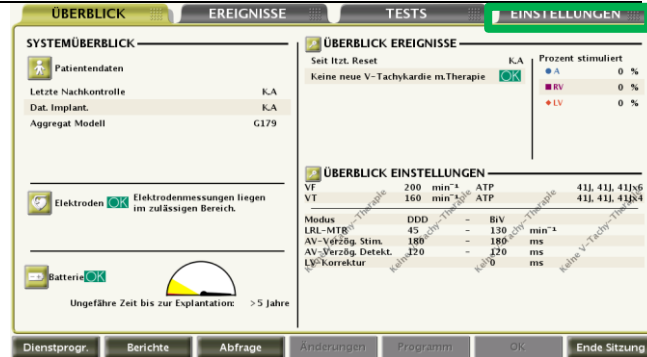 ÜBERBLICK
EREIGNISSE
TESTS
EINSTELLUNGEN
SYSTEMÜBERBLICK
Patientendaten
Letzte Nachkontrolle K.A
Dat. Implant. K.A
Aggregat Modell G179
Elektroden OK Elektrodenmessungen liegen
im zulässigen Bereich.
Batterie OK
Ungefähre Zeit bis zur Explantation: >5 Jahre
ÜBERBLICK EREIGNISSE
Seit ltzt. Reset K.A
Keine neue V-Tachykardie m.Therapie OK
Prozent stimuliert
A 0 %
RV 0 %
LV 0 %
ÜBERBLICK EINSTELLUNGEN
VF 200 min⁻¹ ATP 41J, 41J, 41Jx6
VT 160 min⁻¹ ATP 41J, 41J, 41Jx4
Modus DDD - BiV
LRL-MTR 45 - 130 min⁻¹
AV-Verzög. Stim. 180 - 180 ms
AV-Verzög. Detekt. 120 - 120 ms
LV-Korrektur 0 ms
Keine V-Tachy-Therapie
Keine V-Tachy-Therapie
Keine V-Tachy-Therapie
Dienstprogr.
Berichte
Abfrage
Änderungen
Programm
OK
Ende Sitzung